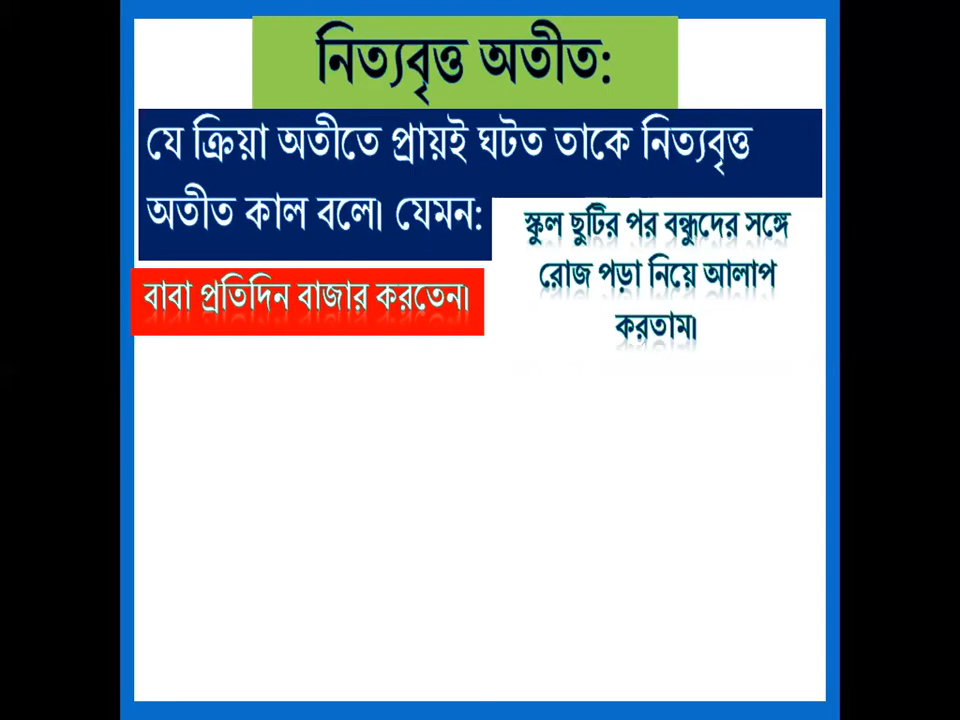 নিত্যবৃত্ত অতীত:
যে ক্রিয়া অতীতে প্রায়ই ঘটত তাকে নিত্যবৃত্ত
অতীত কাল বলে। যেমন:
বাবা প্রতিদিন বাজার করতেন।
স্কুল ছুটির পর বন্ধুদের সঙ্গে
রোজ পড়া নিয়ে আলাপ
করতাম।